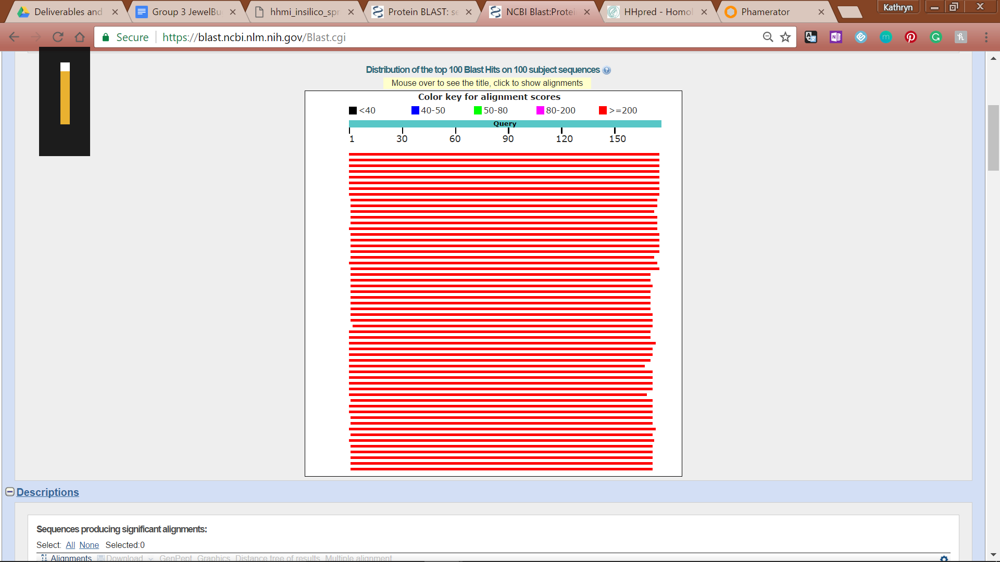 Deliverables and
Group 3 JewelBu
hhmi_insilico_spr
Protein BLAST: se
NCBI Blast:Protei
HHpred - Homol
Phamerator
Kathryn
Secure
https://blast.ncbi.nlm.nih.gov/Blast.cgi
Distribution of the top 100 Blast Hits on 100 subject sequences
Mouse over to see the title, click to show alignments
Color key for alignment scores
<40 40-50 50-80 80-200 >=200
Query
1 30 60 90 120 150
Descriptions
Sequences producing significant alignments:
Select: All None Selected:0
Alignments Download GenPept Graphics Distance tree of results Multiple alignment